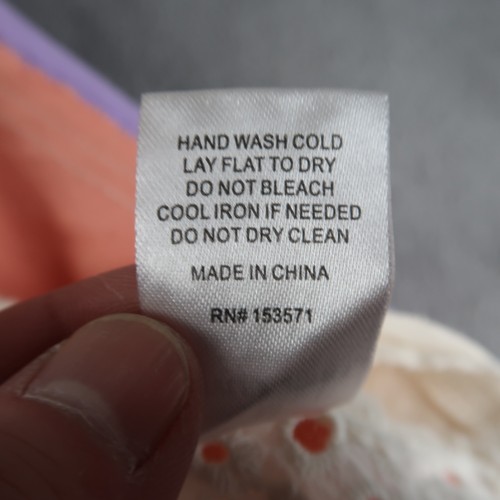 HAND WASH COLD
LAY FLAT TO DRY
DO NOT BLEACH
COOL IRON IF NEEDED
DO NOT DRY CLEAN
MADE IN CHINA
RN# 153571